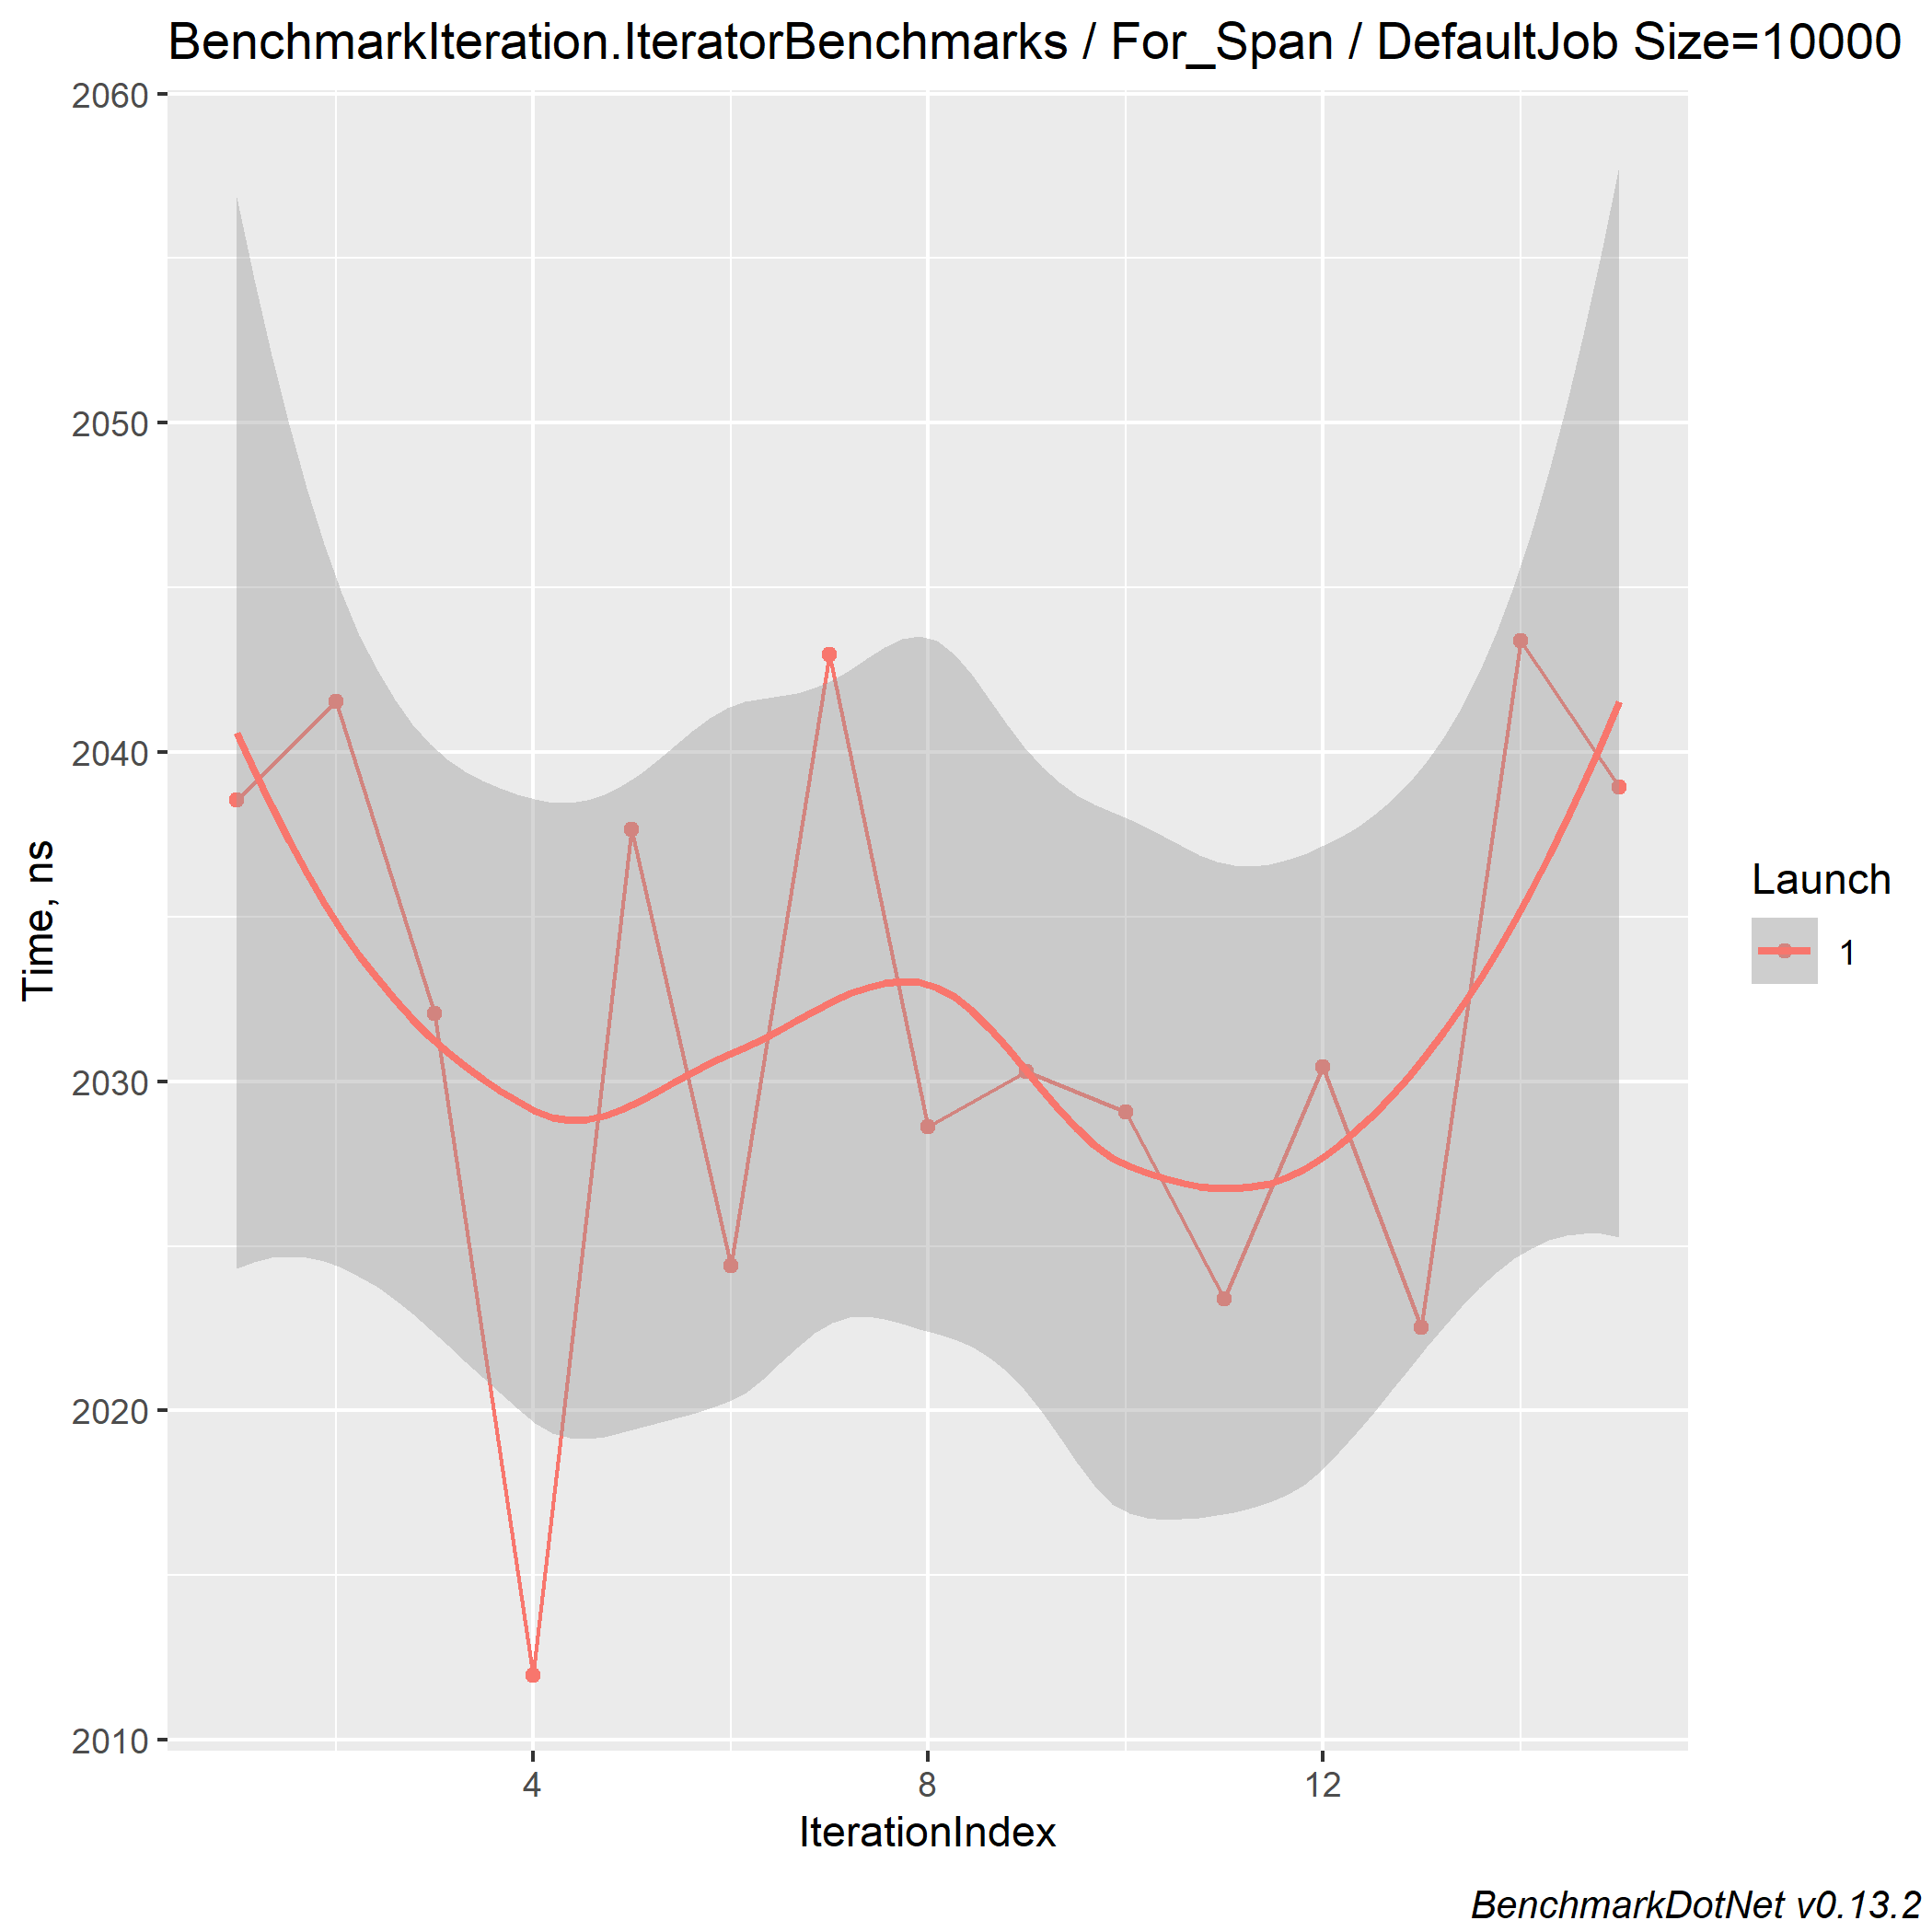 BenchmarkIteration.IteratorBenchmarks / For_Span / DefaultJob Size=10000
2060
2050
2040
2030
2020
2010
Time, ns
4 8 12
IterationIndex
Launch
1
BenchmarkDotNet v0.13.2